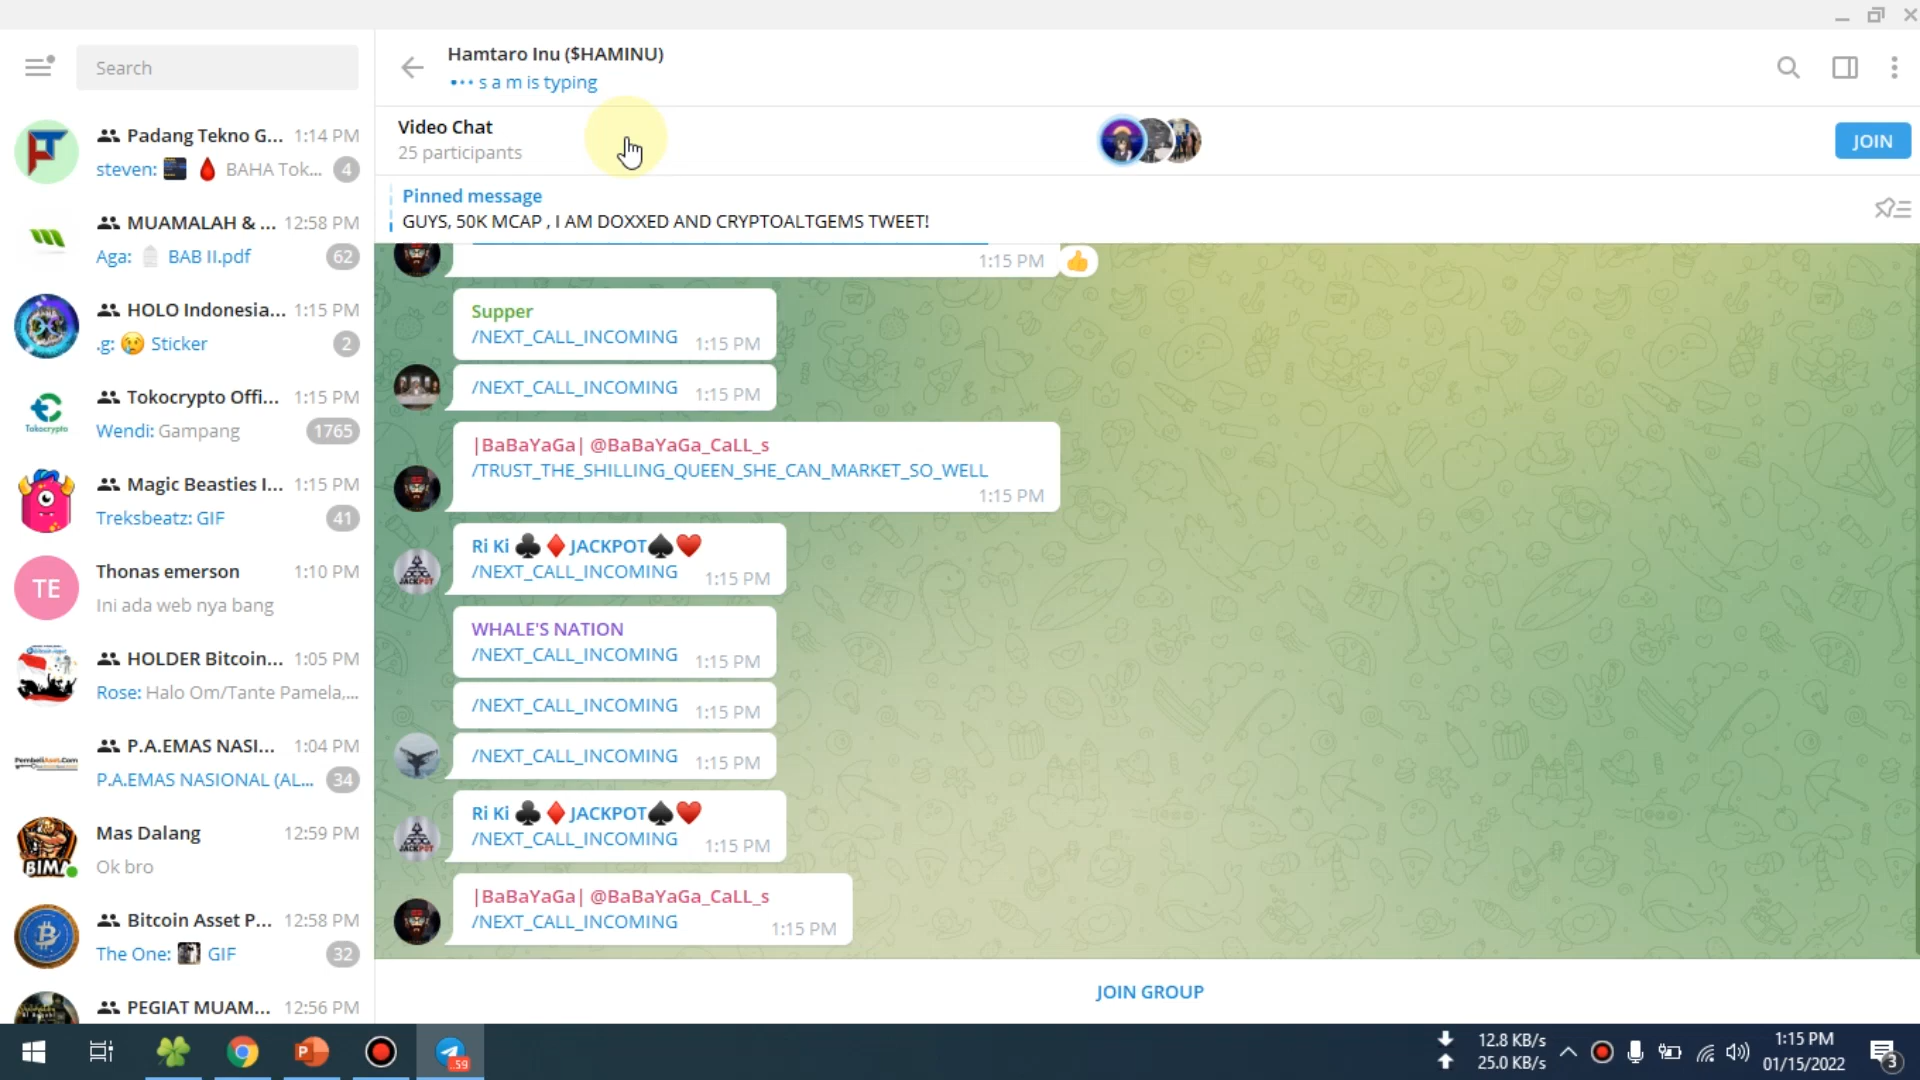 Search
Padang Tekno G... 1:14 PM
steven: BAHA Tok... 4
MUAMALAH & ... 12:58 PM
Aga: BAB II.pdf 62
HOLO Indonesia... 1:15 PM
.g: 😢 Sticker 2
Tokocrypto Offi... 1:15 PM
Wendi: Gampang 1765
Tokocrypto
Magic Beasties I... 1:15 PM
Treksbeatz: GIF 41
TE
Thonas emerson 1:10 PM
Ini ada web nya bang
HOLDER Bitcoin... 1:05 PM
Rose: Halo Om/Tante Pamela,...
P.A.EMAS NASI... 1:04 PM
P.A.EMAS NASIONAL (AL... 34
PembeliAset.Com
Mas Dalang 12:59 PM
Ok bro
BIMA
Bitcoin Asset P... 12:58 PM
The One: GIF 32
PEGIAT MUAM... 12:56 PM
Hamtaro Inu ($HAMINU)
s a m is typing
Video Chat
25 participants
JOIN
Pinned message
GUYS, 50K MCAP , I AM DOXXED AND CRYPTOALTGEMS TWEET!
1:15 PM 👍
Supper
/NEXT_CALL_INCOMING 1:15 PM
/NEXT_CALL_INCOMING 1:15 PM
|BaBaYaGa| @BaBaYaGa_CaLL_s
/TRUST_THE_SHILLING_QUEEN_SHE_CAN_MARKET_SO_WELL
1:15 PM
Ri Ki ♣️♦️JACKPOT♠️♥️
/NEXT_CALL_INCOMING 1:15 PM
JACKPOT
WHALE'S NATION
/NEXT_CALL_INCOMING 1:15 PM
/NEXT_CALL_INCOMING 1:15 PM
/NEXT_CALL_INCOMING 1:15 PM
Ri Ki ♣️♦️JACKPOT♠️♥️
/NEXT_CALL_INCOMING 1:15 PM
JACKPOT
|BaBaYaGa| @BaBaYaGa_CaLL_s
/NEXT_CALL_INCOMING 1:15 PM
JOIN GROUP
P
59
12.8 KB/s
25.0 KB/s
1:15 PM
01/15/2022
3